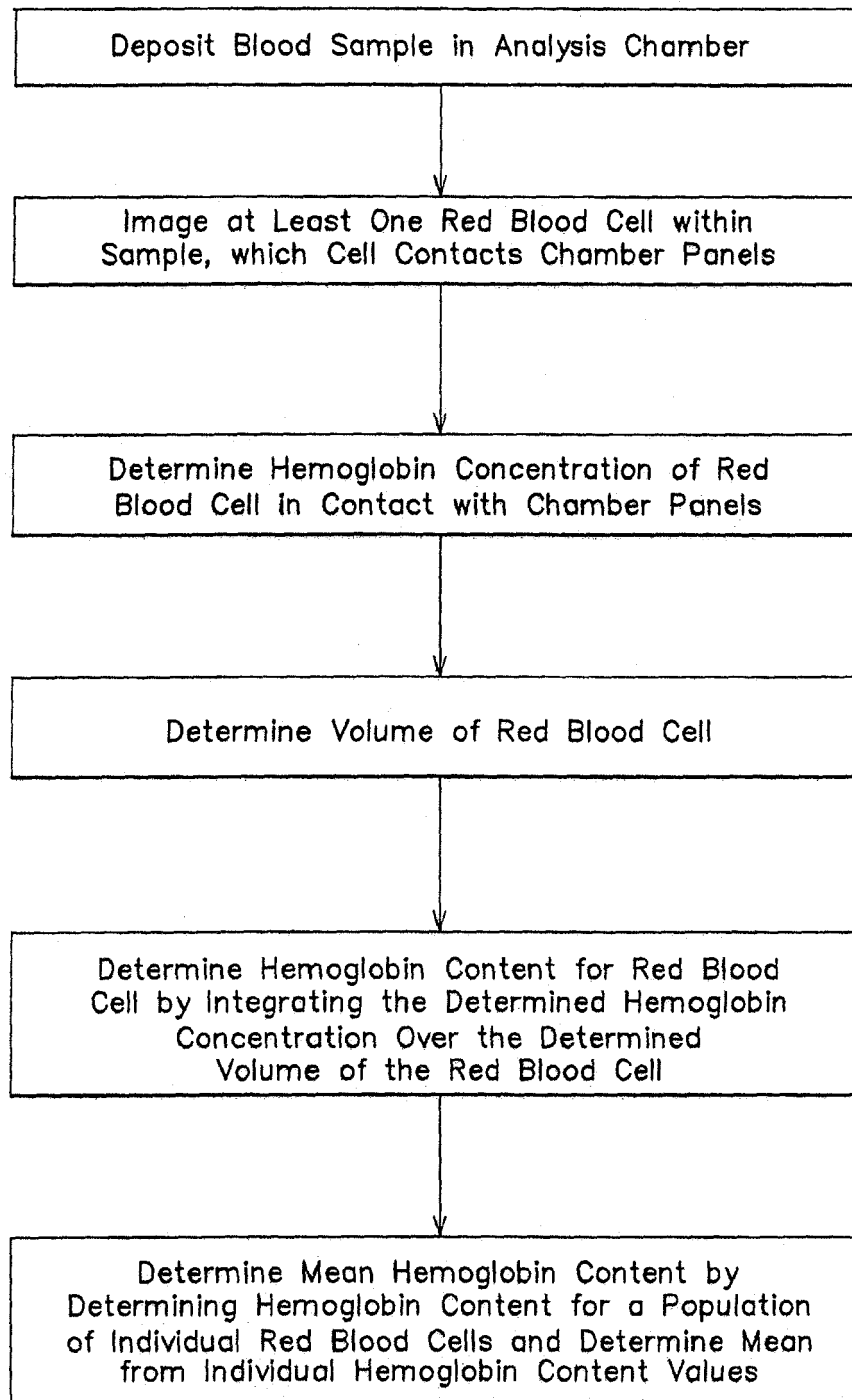 Deposit Blood Sample in Analysis Chamber
Image at Least One Red Blood Cell within
Sample, which Cell Contacts Chamber Panels
Determine Hemoglobin Concentration of Red
Blood Cell in Contact with Chamber Panels
Determine Volume of Red Blood Cell
Determine Hemoglobin Content for Red Blood
Cell by Integrating the Determined Hemoglobin
Concentration Over the Determined
Volume of the Red Blood Cell
Determine Mean Hemoglobin Content by
Determining Hemoglobin Content for a Population
of Individual Red Blood Cells and Determine Mean
from Individual Hemoglobin Content Values